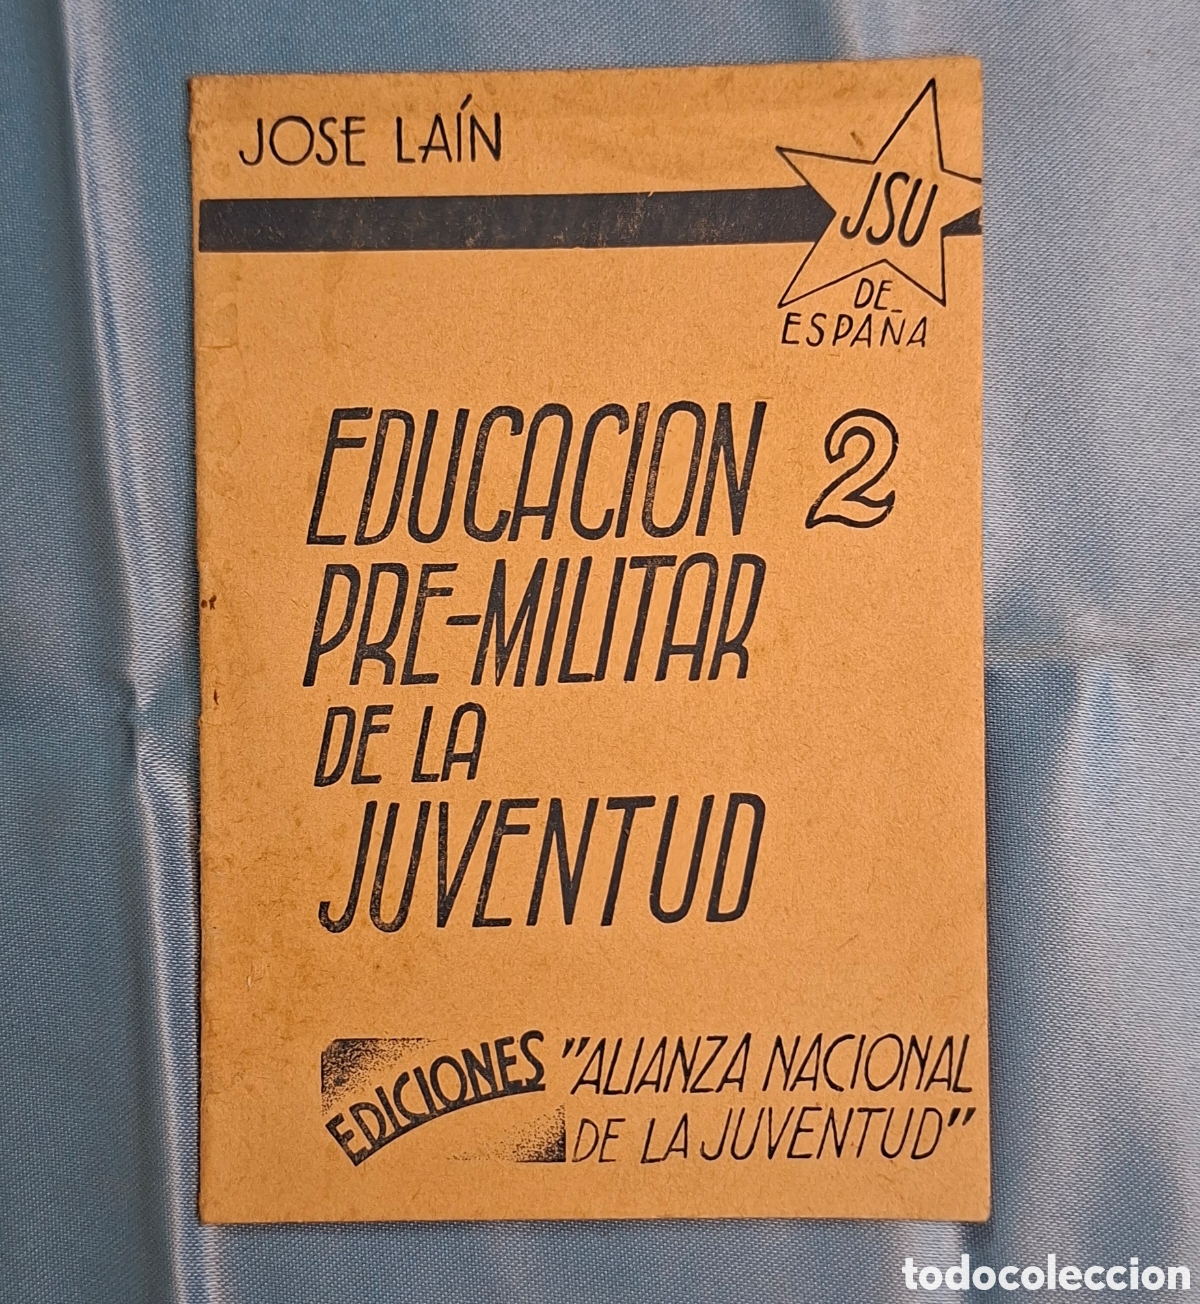 JOSE LAÍN
JSU
DE
ESPAÑA
EDUCACION 2
PRE-MILITAR
DE LA
JUVENTUD
EDICIONES "ALIANZA NACIONAL
DE LA JUVENTUD"
todocoleccion